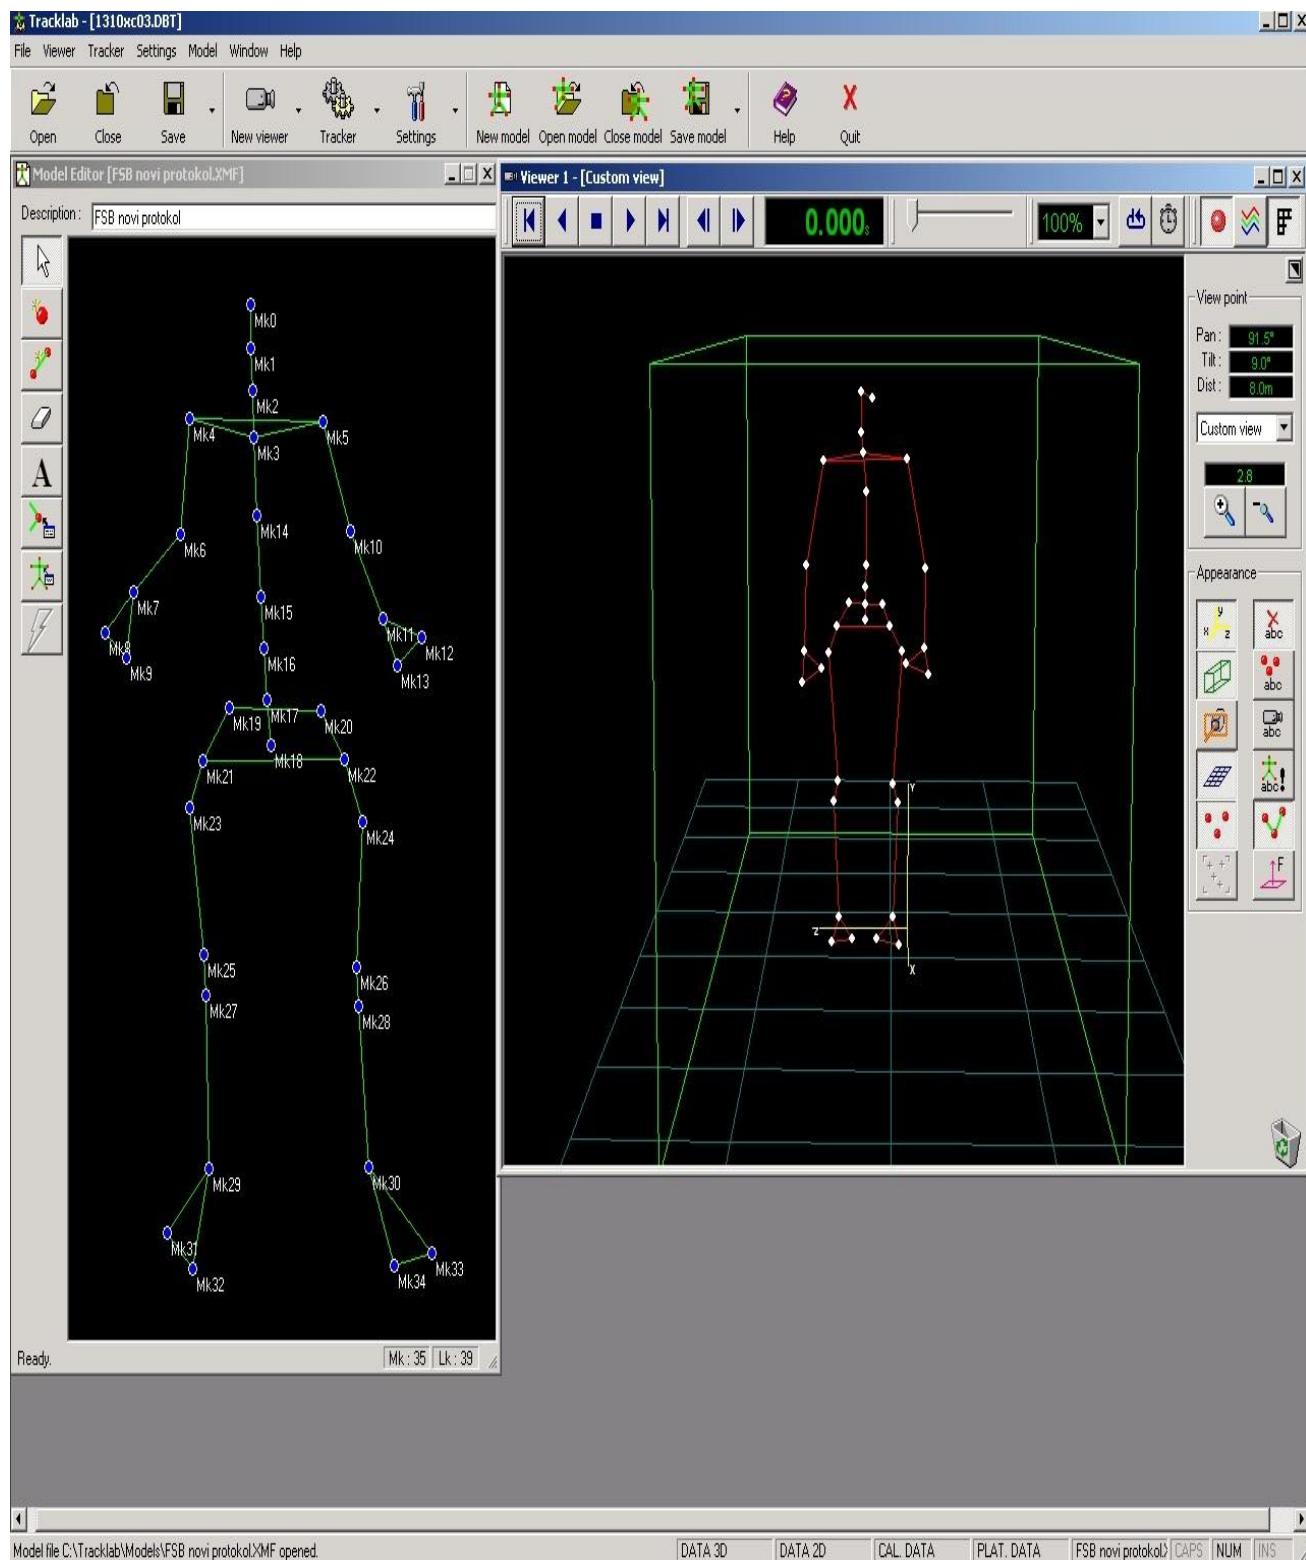 Tracklab - [1310xc03.DBT]
File Viewer Tracker Settings Model Window Help
Open Close Save New viewer Tracker Settings New model Open model Close model Save model Help Quit
Model Editor [FSB novi protokol.XMF]
Description : FSB novi protokol
A
Mk0
Mk1
Mk2
Mk4 Mk5
Mk3
Mk14
Mk6 Mk10
Mk7 Mk15
Mk8 Mk11
Mk9 Mk16 Mk12
Mk13
Mk19 Mk17 Mk20
Mk21 Mk18 Mk22
Mk23 Mk24
Mk25 Mk26
Mk27 Mk28
Mk29 Mk30
Mk31 Mk33
Mk32 Mk34
Ready. Mk : 35 Lk : 39
Viewer 1 - [Custom view]
0.000s 100%
Y
Z
X
View point
Pan : 91.5°
Tilt : 9.0°
Dist : 8.0m
Custom view
2.8
Appearance
y
x z abc
abc
abc
abc!
F
Model file C:\Tracklab\Models\FSB novi protokol.XMF opened. DATA 3D DATA 2D CAL. DATA PLAT. DATA FSB novi protokol.> CAPS NUM INS